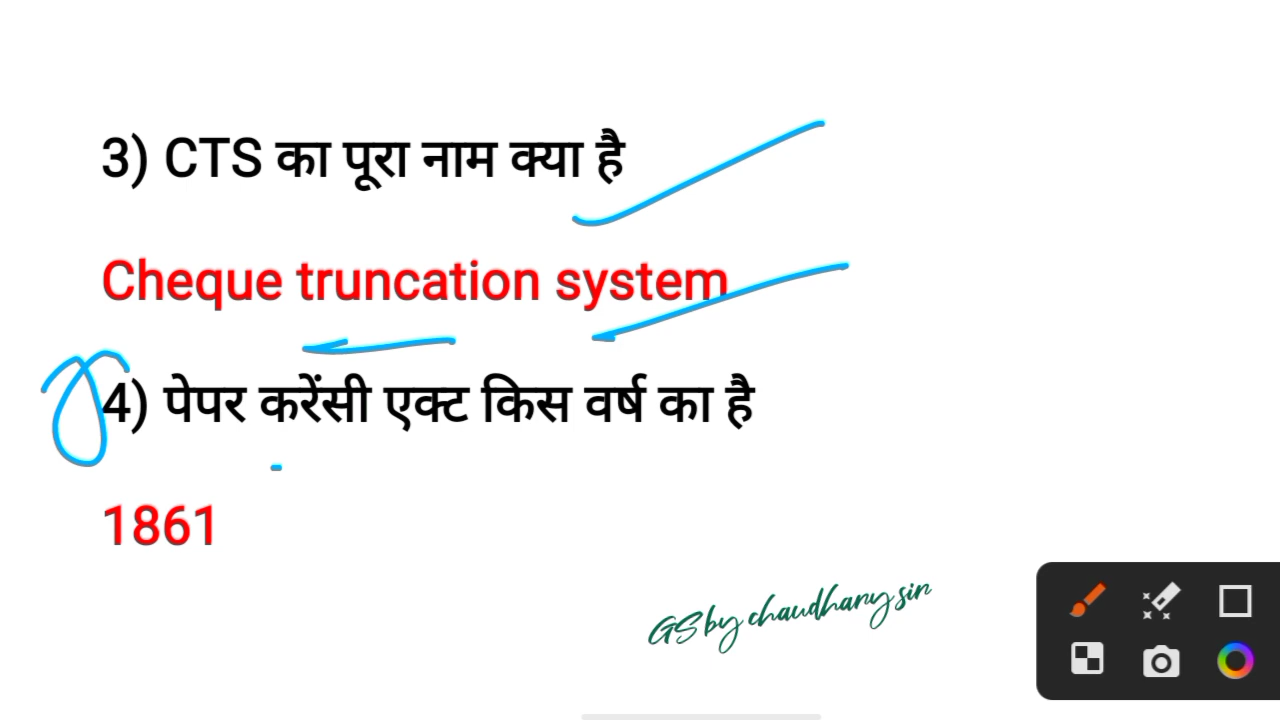 3) CTS का पूरा नाम क्या है
Cheque truncation system
4) पेपर करेंसी एक्ट किस वर्ष का है
1861
GS by chaudhary sir